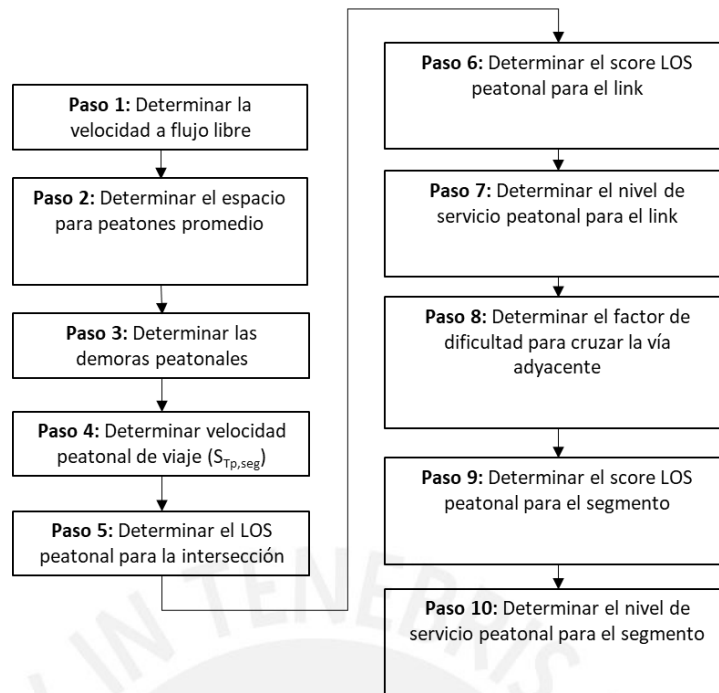 Paso 1: Determinar la
velocidad a flujo libre
Paso 2: Determinar el espacio
para peatones promedio
Paso 3: Determinar las
demoras peatonales
Paso 4: Determinar velocidad
peatonal de viaje (STp,seg)
Paso 5: Determinar el LOS
peatonal para la intersección
Paso 6: Determinar el score LOS
peatonal para el link
Paso 7: Determinar el nivel de
servicio peatonal para el link
Paso 8: Determinar el factor de
dificultad para cruzar la vía
adyacente
Paso 9: Determinar el score LOS
peatonal para el segmento
Paso 10: Determinar el nivel de
servicio peatonal para el segmento
IN TENEBRIS